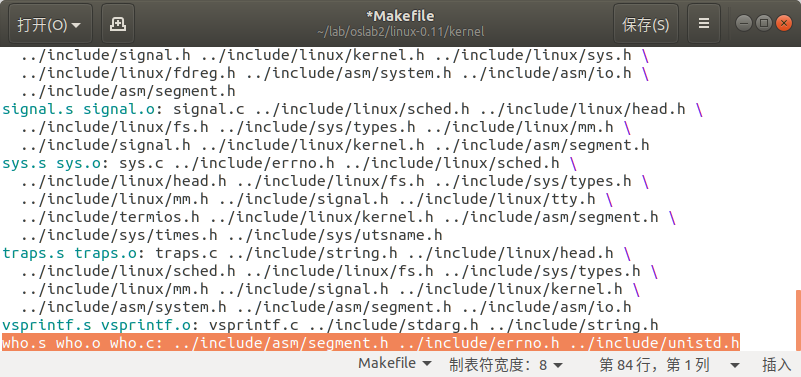 打开(O)
*Makefile
~/lab/oslab2/linux-0.11/kernel
保存(S)
../include/signal.h ../include/linux/kernel.h ../include/linux/sys.h \
../include/linux/fdreg.h ../include/asm/system.h ../include/asm/io.h \
../include/asm/segment.h
signal.s signal.o: signal.c ../include/linux/sched.h ../include/linux/head.h \
../include/linux/fs.h ../include/sys/types.h ../include/linux/mm.h \
../include/signal.h ../include/linux/kernel.h ../include/asm/segment.h
sys.s sys.o: sys.c ../include/errno.h ../include/linux/sched.h \
../include/linux/head.h ../include/linux/fs.h ../include/sys/types.h \
../include/linux/mm.h ../include/signal.h ../include/linux/tty.h \
../include/termios.h ../include/linux/kernel.h ../include/asm/segment.h \
../include/sys/times.h ../include/sys/utsname.h
traps.s traps.o: traps.c ../include/string.h ../include/linux/head.h \
../include/linux/sched.h ../include/linux/fs.h ../include/sys/types.h \
../include/linux/mm.h ../include/signal.h ../include/linux/kernel.h \
../include/asm/system.h ../include/asm/segment.h ../include/asm/io.h
vsprintf.s vsprintf.o: vsprintf.c ../include/stdarg.h ../include/string.h
who.s who.o who.c: ../include/asm/segment.h ../include/errno.h ../include/unistd.h
Makefile 制表符宽度：8 第 84 行，第 1 列 插入